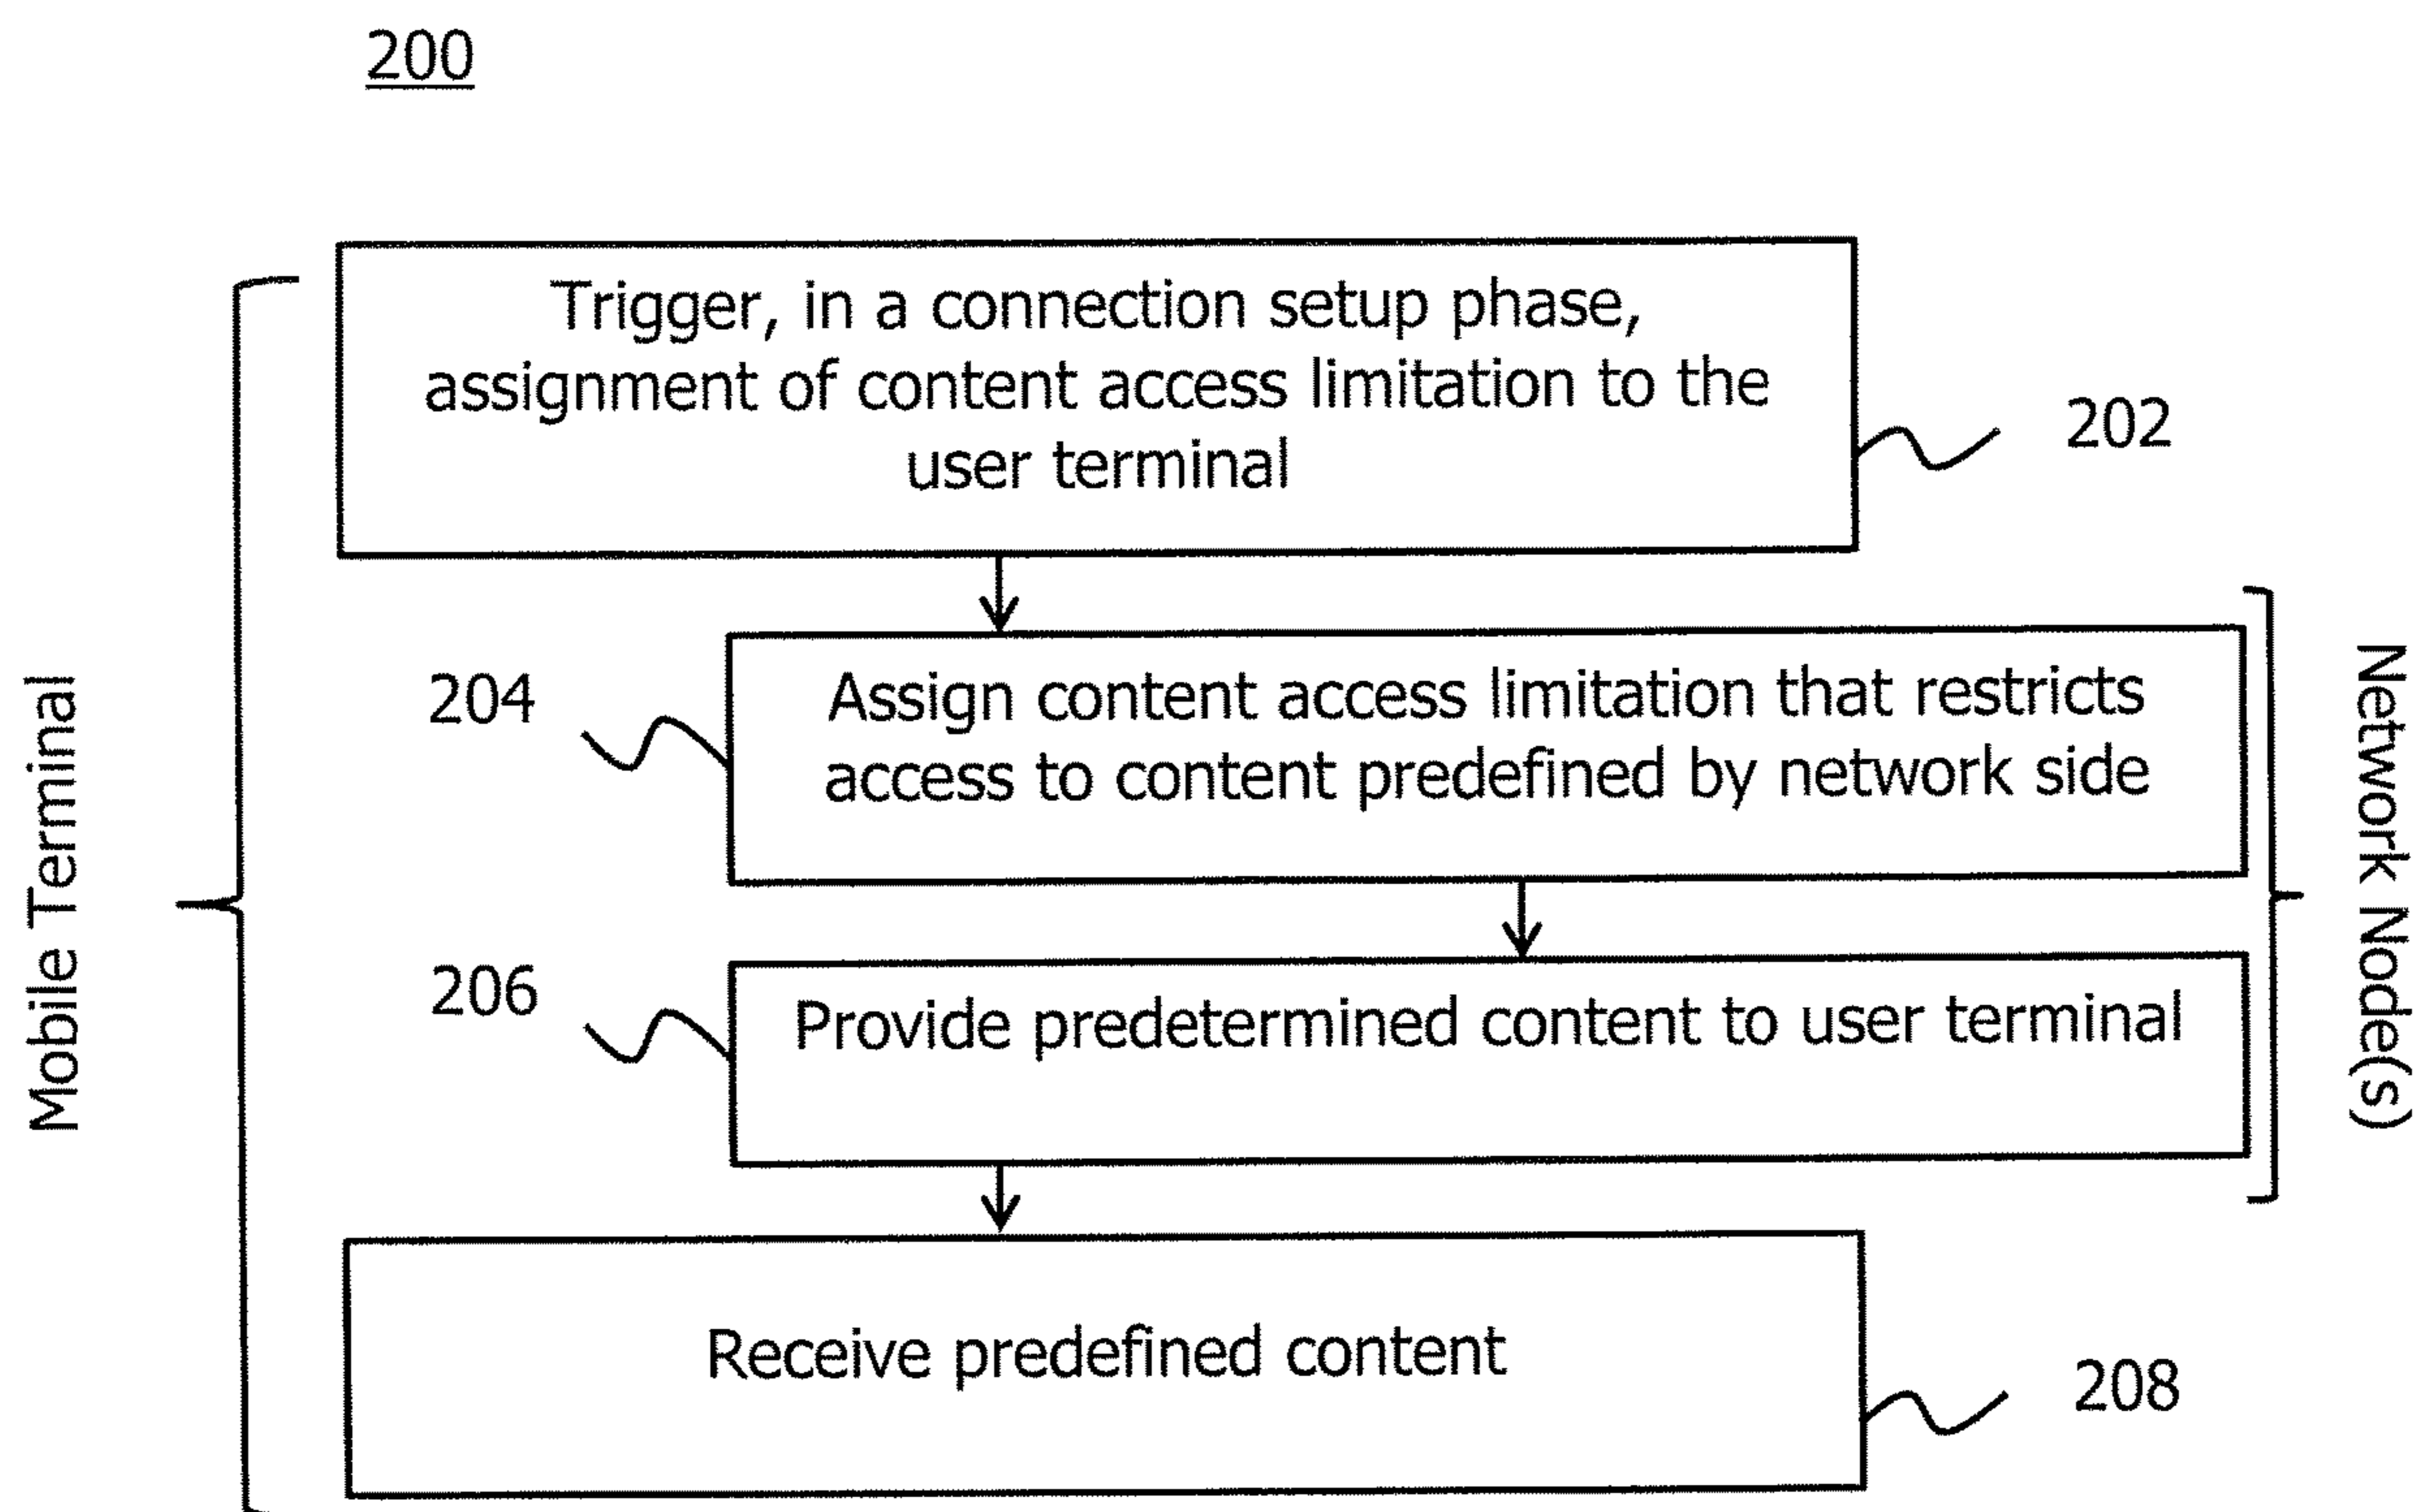 200
Trigger, in a connection setup phase,
assignment of content access limitation to the
user terminal
202
Mobile Terminal
204
Assign content access limitation that restricts
access to content predefined by network side
Network Node(s)
206
Provide predetermined content to user terminal
Receive predefined content
208